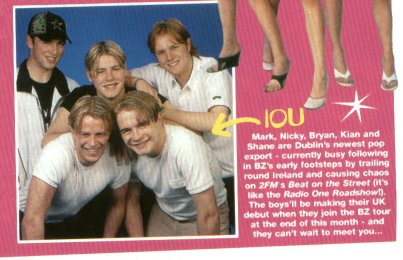 IOU
Mark, Nicky, Bryan, Kian and
Shane are Dublin's newest pop
export - currently busy following
in BZ's early footsteps by trailing
round Ireland and causing chaos
on 2FM's Beat on the Street (it's
like the Radio One Roadshow!).
The boys'll be making their UK
debut when they join the BZ tour
at the end of this month - and
they can't wait to meet you...